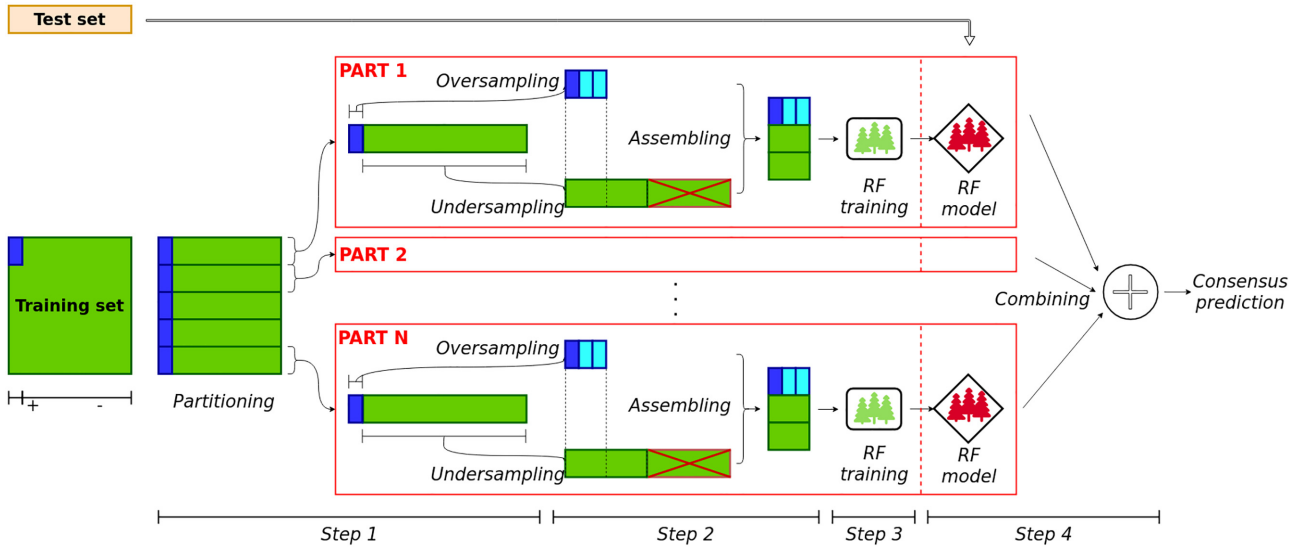 Test set
PART 1
Oversampling
Assembling
Undersampling
RF
training
RF
model
PART 2
Training set
+
-
Partitioning
Combining
Consensus
prediction
PART N
Oversampling
Assembling
Undersampling
RF
training
RF
model
Step 1
Step 2
Step 3
Step 4